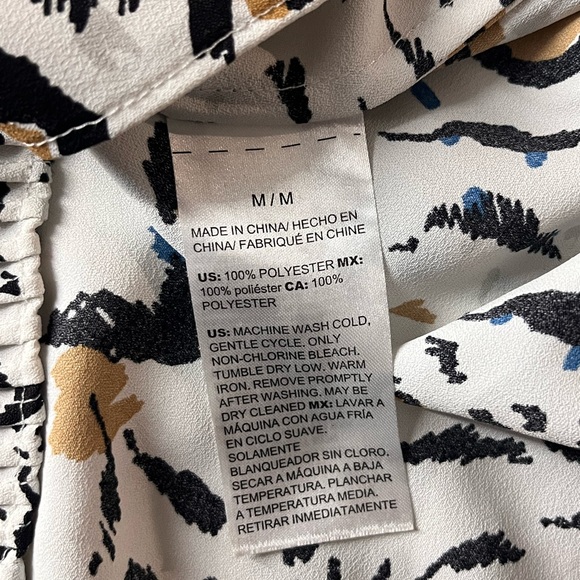 M / M
MADE IN CHINA/ HECHO EN
CHINA/ FABRIQUÉ EN CHINE
US: 100% POLYESTER MX:
100% poliéster CA: 100%
POLYESTER
US: MACHINE WASH COLD,
GENTLE CYCLE. ONLY
NON-CHLORINE BLEACH.
TUMBLE DRY LOW. WARM
IRON. REMOVE PROMPTLY
AFTER WASHING. MAY BE
DRY CLEANED MX: LAVAR A
MÁQUINA CON AGUA FRÍA
EN CICLO SUAVE.
SOLAMENTE
BLANQUEADOR SIN CLORO.
SECAR A MÁQUINA A BAJA
TEMPERATURA. PLANCHAR
A TEMPERATURA MEDIA.
RETIRAR INMEDIATAMENTE